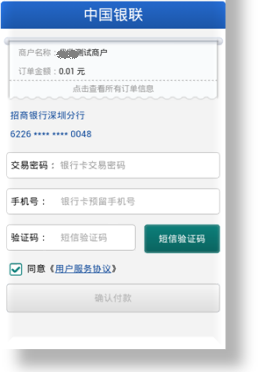 中国银联
商户名称：测试商户
订单金额：0.01 元
点击查看所有订单信息
招商银行深圳分行
6226 •••• •••• 0048
交易密码：银行卡交易密码
手机号：银行卡预留手机号
验证码：短信验证码
短信验证码
同意《用户服务协议》
确认付款